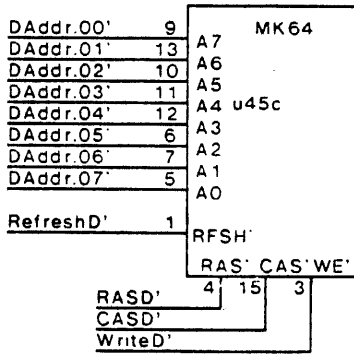 DAddr.00' 9 MK64
DAddr.01' 13 A7
DAddr.02' 10 A6
DAddr.03' 11 A5
DAddr.04' 12 A4 u45c
DAddr.05' 6 A3
DAddr.06' 7 A2
DAddr.07' 5 A1
A0
RefreshD' 1
RFSH'
RAS' CAS' WE'
RASD' 4 15 3
CASD'
WriteD'